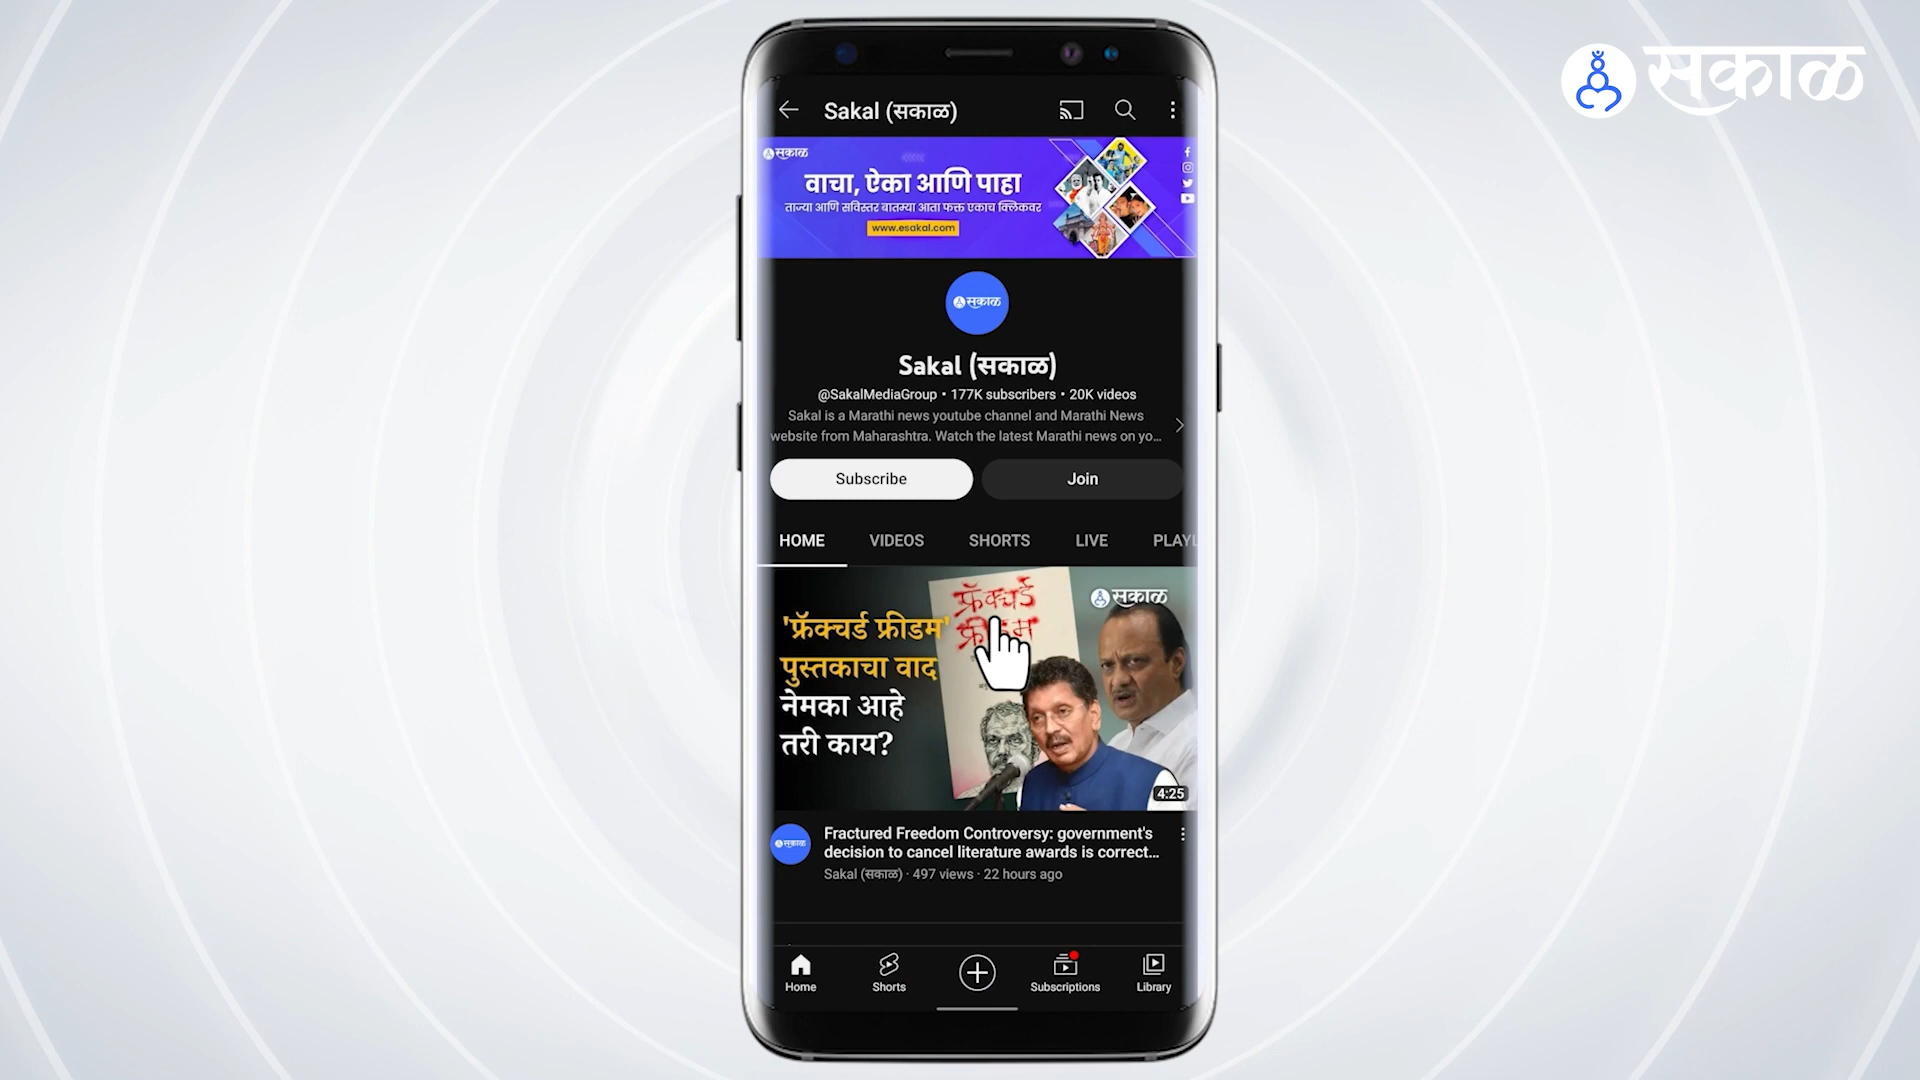 सकाळ
Sakal (सकाळ)
सकाळ
वाचा, ऐका आणि पाहा
ताज्या आणि सविस्तर बातम्या आता फक्त एकाच क्लिकवर
www.esakal.com
सकाळ
Sakal (सकाळ)
@SakalMediaGroup • 177K subscribers • 20K videos
Sakal is a Marathi news youtube channel and Marathi News
website from Maharashtra. Watch the latest Marathi news on yo...
Subscribe
Join
HOME VIDEOS SHORTS LIVE PLAYL
फ्रॅक्चर्ड
सकाळ
'फ्रॅक्चर्ड फ्रीडम'
पुस्तकाचा वाद
नेमका आहे
तरी काय?
4:25
सकाळ
Fractured Freedom Controversy: government's
decision to cancel literature awards is correct...
Sakal (सकाळ) · 497 views · 22 hours ago
Home Shorts Subscriptions Library